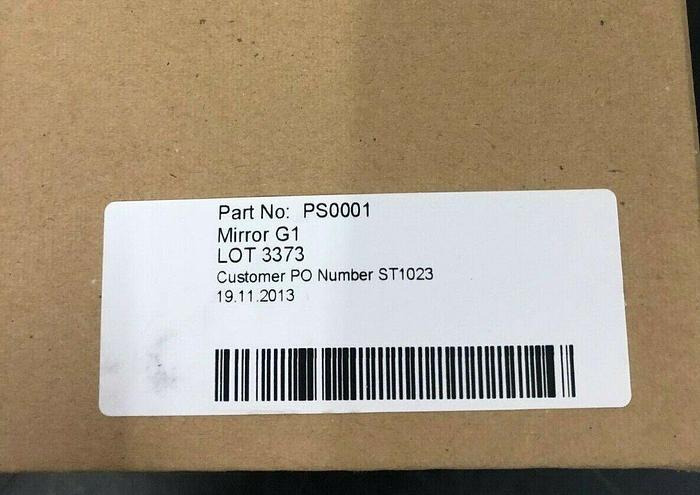 Part No: PS0001
Mirror G1
LOT 3373
Customer PO Number ST1023
19.11.2013